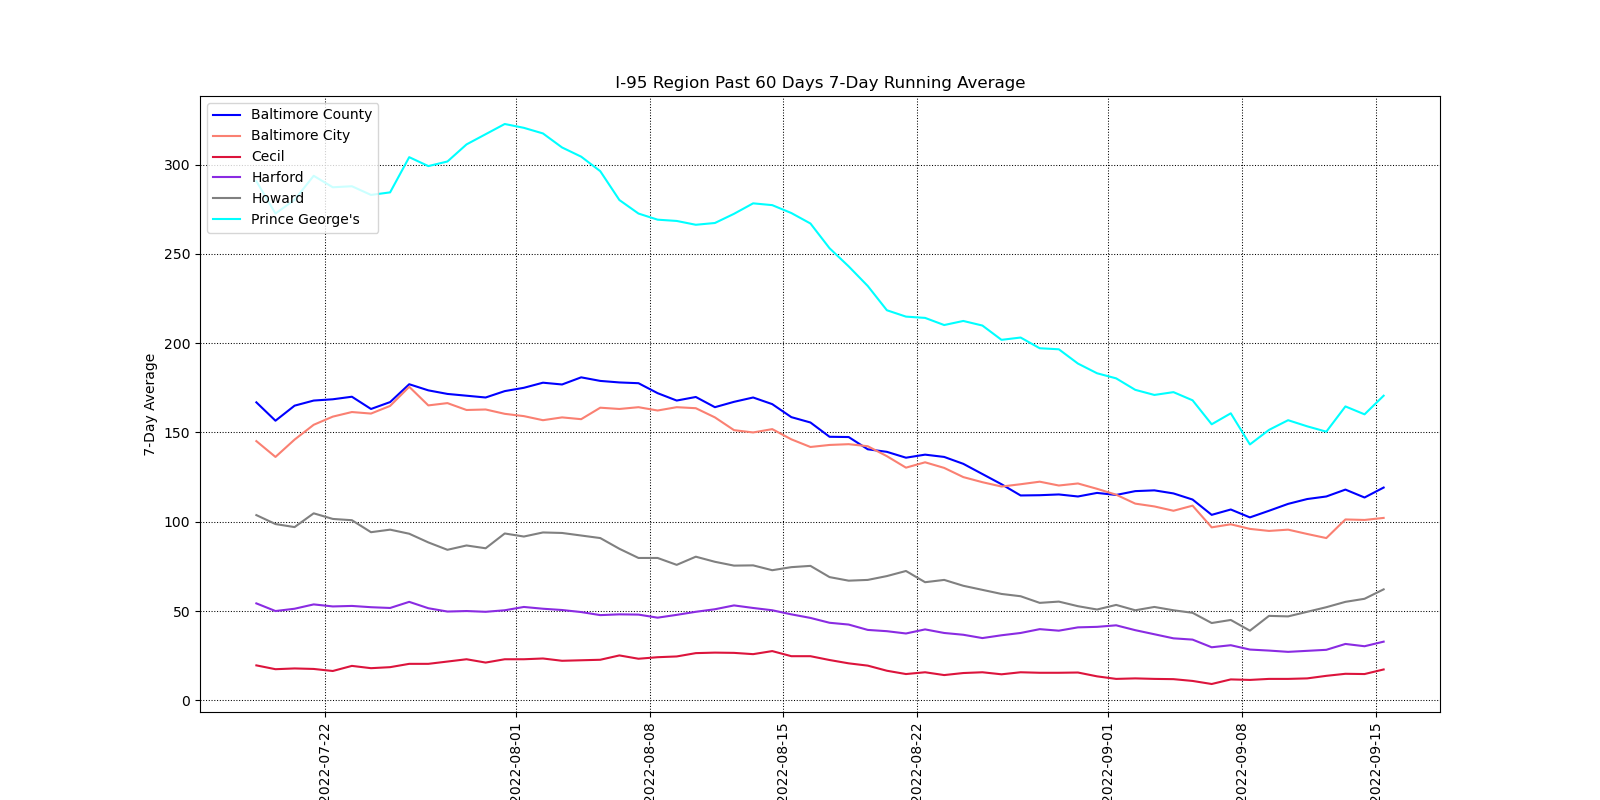 I-95 Region Past 60 Days 7-Day Running Average
Baltimore County
Baltimore City
Cecil
Harford
Howard
Prince George's
7-Day Average
300
250
200
150
100
50
0
2022-07-22
2022-08-01
2022-08-08
2022-08-15
2022-08-22
2022-09-01
2022-09-08
2022-09-15